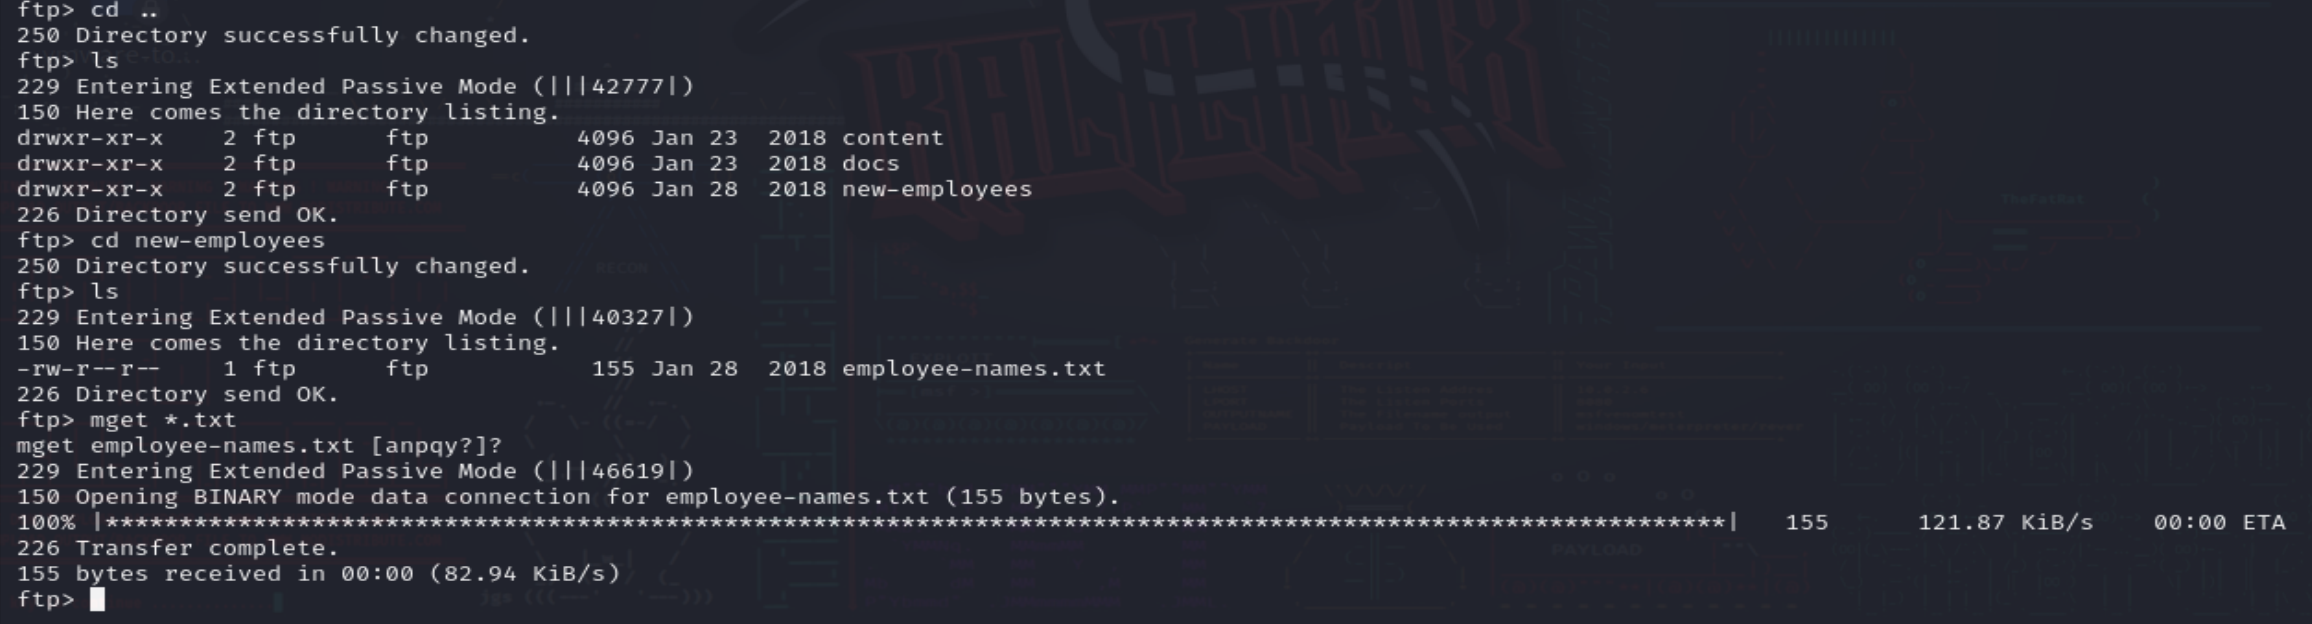 ftp> cd ..
250 Directory successfully changed.
ftp> ls
229 Entering Extended Passive Mode (|||42777|)
150 Here comes the directory listing.
drwxr-xr-x    2 ftp      ftp          4096 Jan 23  2018 content
drwxr-xr-x    2 ftp      ftp          4096 Jan 23  2018 docs
drwxr-xr-x    2 ftp      ftp          4096 Jan 28  2018 new-employees
226 Directory send OK.
ftp> cd new-employees
250 Directory successfully changed.
ftp> ls
229 Entering Extended Passive Mode (|||40327|)
150 Here comes the directory listing.
-rw-r--r--    1 ftp      ftp           155 Jan 28  2018 employee-names.txt
226 Directory send OK.
ftp> mget *.txt
mget employee-names.txt [anpqy?]?
229 Entering Extended Passive Mode (|||46619|)
150 Opening BINARY mode data connection for employee-names.txt (155 bytes).
100% |**************************************************************************************************************| 155 121.87 KiB/s 00:00 ETA
226 Transfer complete.
155 bytes received in 00:00 (82.94 KiB/s)
ftp>
KALI LINUX
RECON
EXPLOIT
TheFatRat
PAYLOAD
jgs